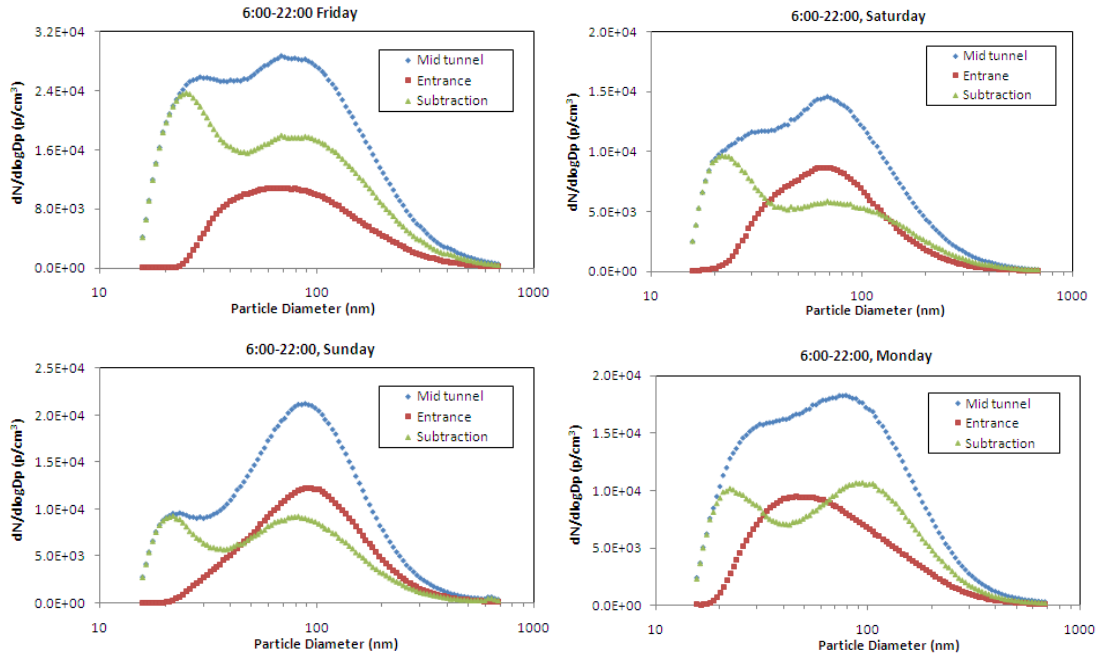 6:00-22:00 Friday
dN/dlogDp (p/cm³)
3.2E+04
2.4E+04
1.6E+04
8.0E+03
0.0E+00
Mid tunnel
Entrance
Subtraction
10
100
1000
Particle Diameter (nm)
6:00-22:00, Saturday
dN/dlogDp (p/cm³)
2.0E+04
1.5E+04
1.0E+04
5.0E+03
0.0E+00
Mid tunnel
Entrane
Subtraction
10
100
1000
Particle Diameter (nm)
6:00-22:00, Sunday
dN/dlogDp (p/cm³)
2.5E+04
2.0E+04
1.5E+04
1.0E+04
5.0E+03
0.0E+00
Mid tunnel
Entrance
Subtraction
10
100
1000
Particle Diameter (nm)
6:00-22:00, Monday
dN/dlogDp (p/cm³)
2.0E+04
1.5E+04
1.0E+04
5.0E+03
0.0E+00
Mid tunnel
Entrance
Subtraction
10
100
1000
Particle Diameter (nm)